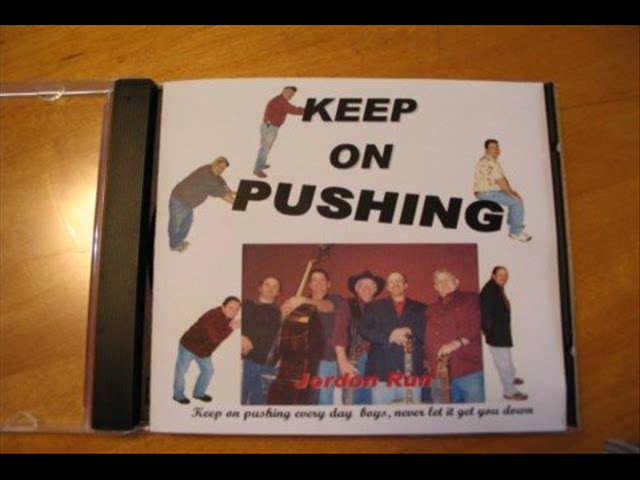 KEEP
ON
PUSHING
Jordon Run
Keep on pushing every day boys, never let it get you down